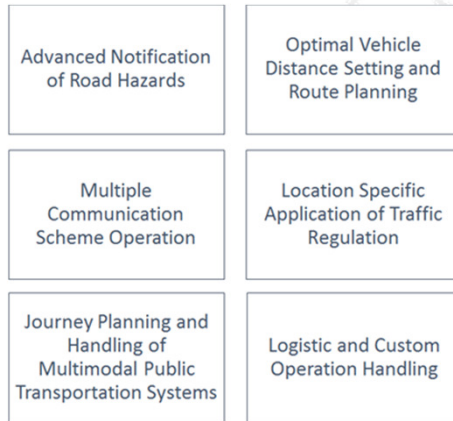 Advanced Notification
of Road Hazards
Optimal Vehicle
Distance Setting and
Route Planning
Multiple
Communication
Scheme Operation
Location Specific
Application of Traffic
Regulation
Journey Planning and
Handling of
Multimodal Public
Transportation Systems
Logistic and Custom
Operation Handling